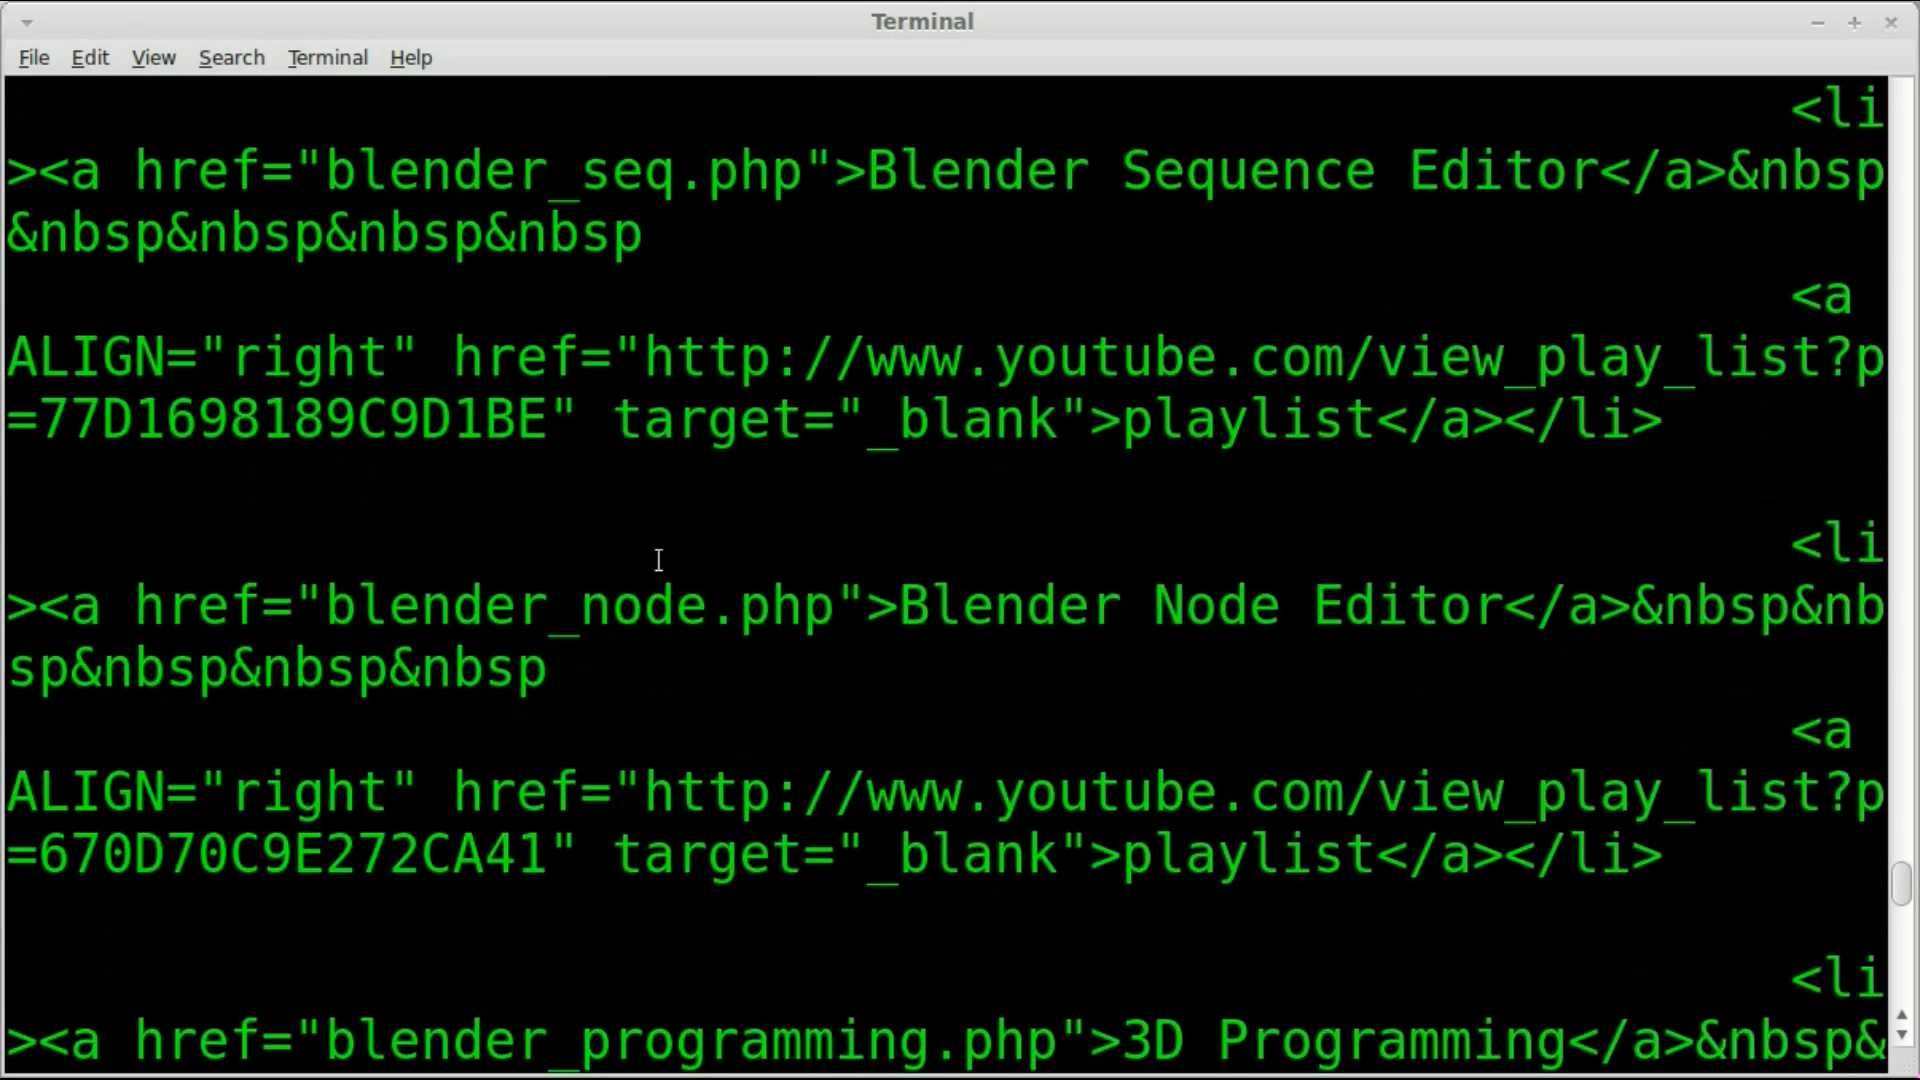 Terminal
File Edit View Search Terminal Help
<li
><a href="blender_seq.php">Blender Sequence Editor</a>&nbsp
&nbsp&nbsp&nbsp&nbsp
<a
ALIGN="right" href="http://www.youtube.com/view_play_list?p
=77D1698189C9D1BE" target="_blank">playlist</a></li>
<li
><a href="blender_node.php">Blender Node Editor</a>&nbsp&nb
sp&nbsp&nbsp&nbsp
<a
ALIGN="right" href="http://www.youtube.com/view_play_list?p
=670D70C9E272CA41" target="_blank">playlist</a></li>
<li
><a href="blender_programming.php">3D Programming</a>&nbsp&